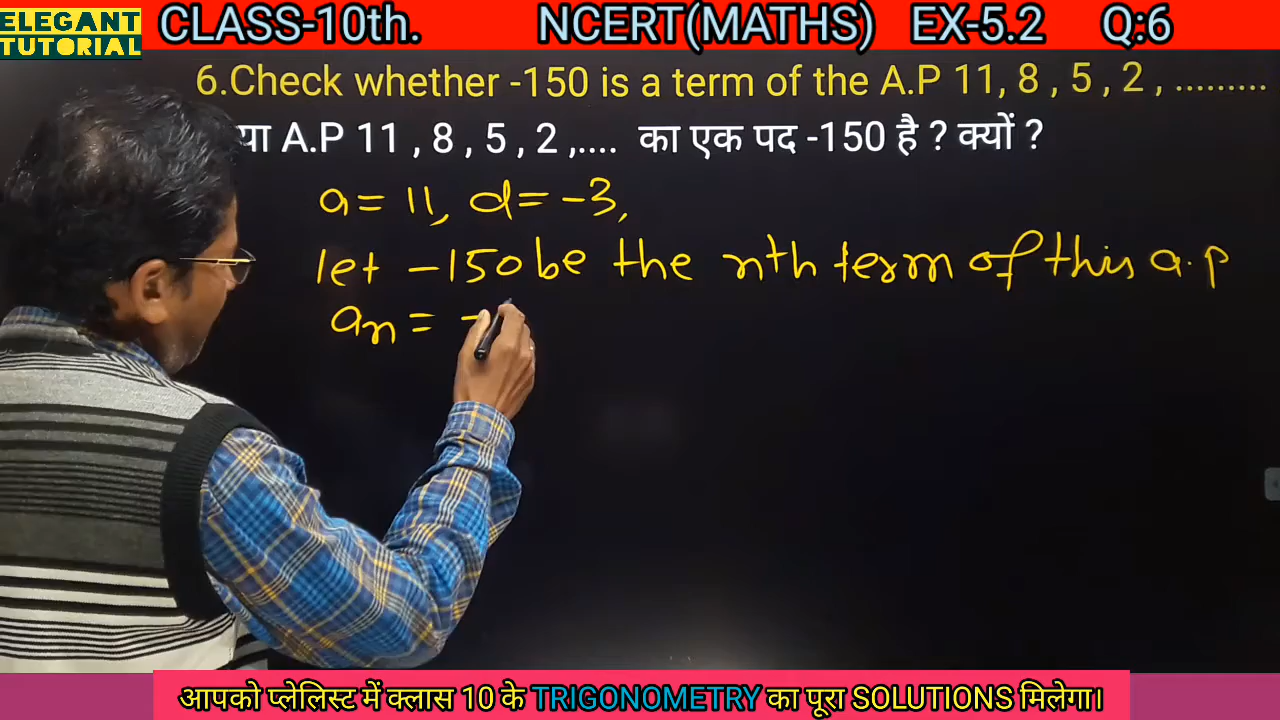 ELEGANT
TUTORIAL
CLASS-10th. NCERT(MATHS) EX-5.2 Q:6
6.Check whether -150 is a term of the A.P 11, 8 , 5 , 2 , .........
या A.P 11 , 8 , 5 , 2 ,.... का एक पद -150 है ? क्यों ?
a = 11, d = -3,
let -150 be the nth term of this a.p
an = -
आपको प्लेलिस्ट में क्लास 10 के TRIGONOMETRY का पूरा SOLUTIONS मिलेगा।